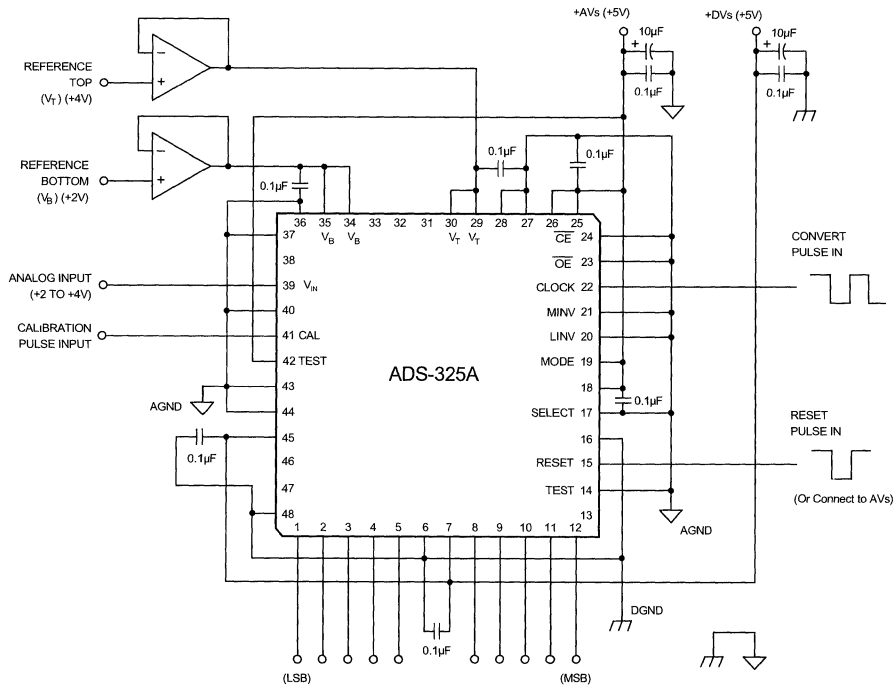 +AVs (+5V)
+DVs (+5V)
+ 10µF
+ 10µF
0.1µF
0.1µF
REFERENCE
TOP
(VT) (+4V)
−
+
REFERENCE
BOTTOM
(VB) (+2V)
−
+
0.1µF
0.1µF
0.1µF
36 35 34 33 32 31 30 29 28 27 26 25
VB VB VT VT CE
37
38
ANALOG INPUT
(+2 TO +4V)
39 VIN
40
CALIBRATION
PULSE INPUT
41 CAL
42 TEST
43
AGND
44
45
0.1µF
46
47
48
ADS-325A
24
OE 23
CLOCK 22
MINV 21
LINV 20
MODE 19
18
0.1µF
SELECT 17
16
RESET 15
TEST 14
13
AGND
CONVERT
PULSE IN
RESET
PULSE IN
(Or Connect to AVs)
1 2 3 4 5 6 7 8 9 10 11 12
DGND
0.1µF
(LSB)
(MSB)